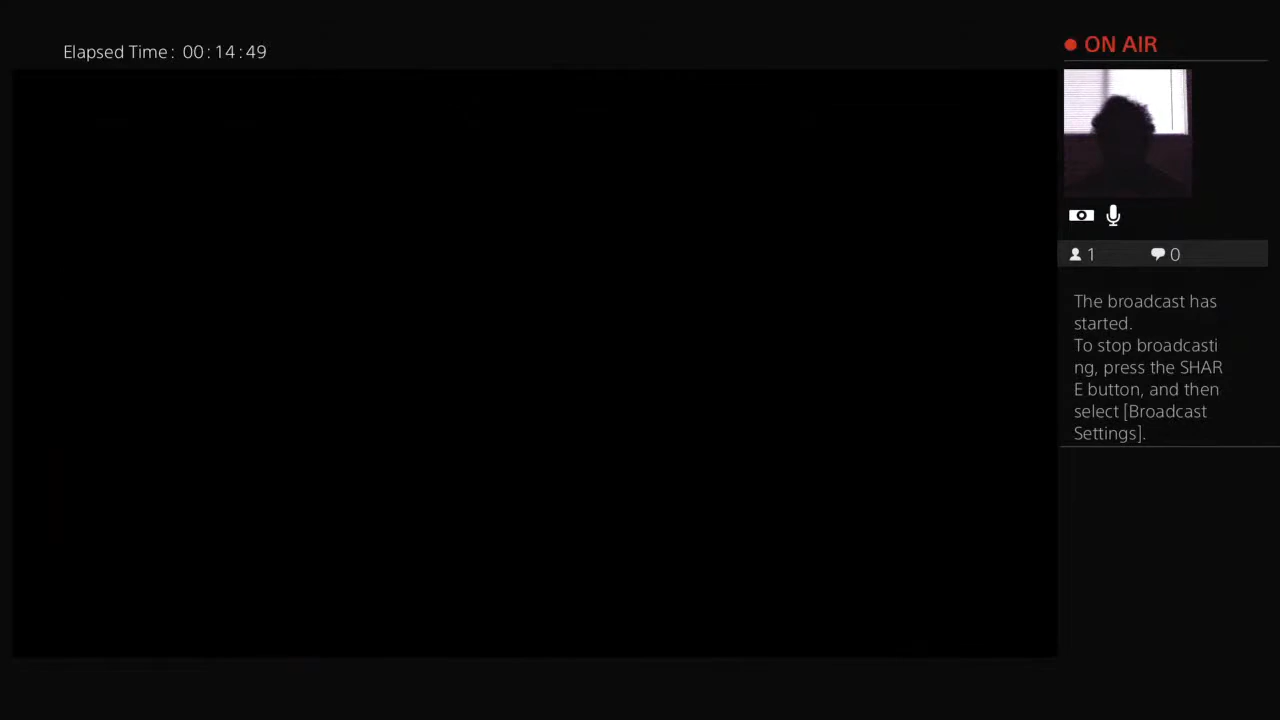 Elapsed Time: 00:14:49
ON AIR
1 0
The broadcast has
started.
To stop broadcasti
ng, press the SHAR
E button, and then
select [Broadcast
Settings].